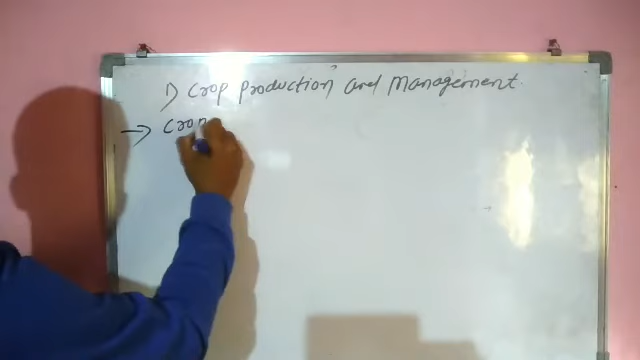 1) Crop production and Management.
→ Crop